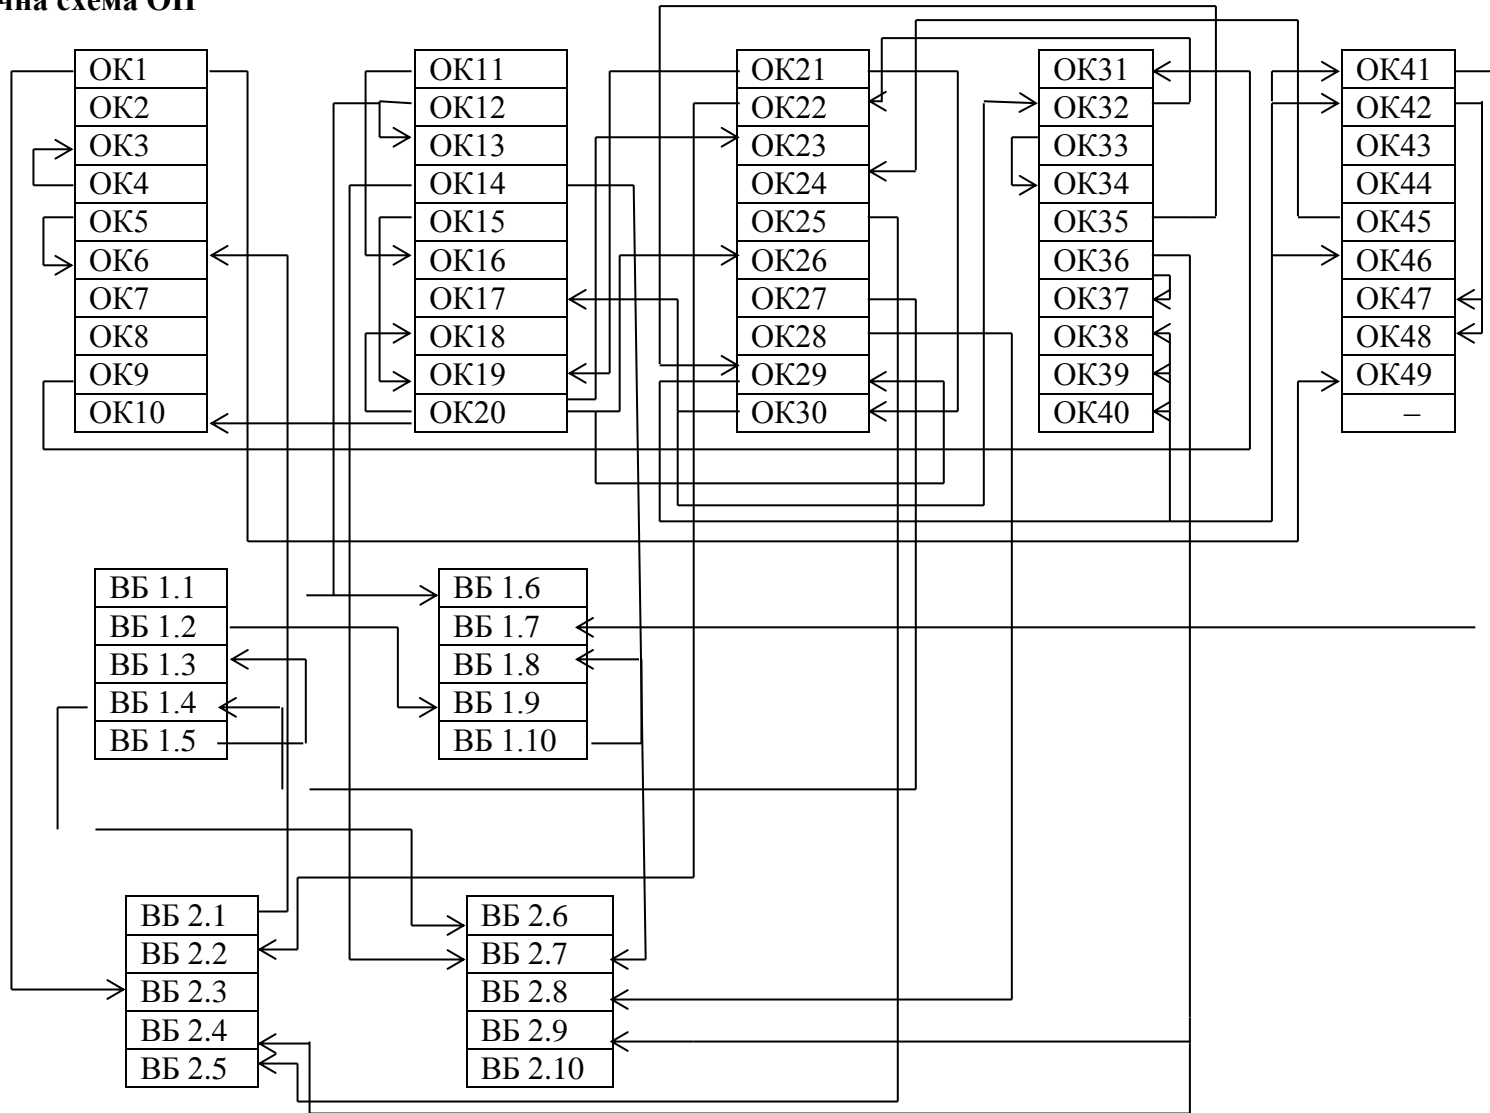 чна схема ОП
ОК1
ОК2
ОК3
ОК4
ОК5
ОК6
ОК7
ОК8
ОК9
ОК10
ОК11
ОК12
ОК13
ОК14
ОК15
ОК16
ОК17
ОК18
ОК19
ОК20
ОК21
ОК22
ОК23
ОК24
ОК25
ОК26
ОК27
ОК28
ОК29
ОК30
ОК31
ОК32
ОК33
ОК34
ОК35
ОК36
ОК37
ОК38
ОК39
ОК40
ОК41
ОК42
ОК43
ОК44
ОК45
ОК46
ОК47
ОК48
ОК49
–
ВБ 1.1
ВБ 1.2
ВБ 1.3
ВБ 1.4
ВБ 1.5
ВБ 1.6
ВБ 1.7
ВБ 1.8
ВБ 1.9
ВБ 1.10
ВБ 2.1
ВБ 2.2
ВБ 2.3
ВБ 2.4
ВБ 2.5
ВБ 2.6
ВБ 2.7
ВБ 2.8
ВБ 2.9
ВБ 2.10